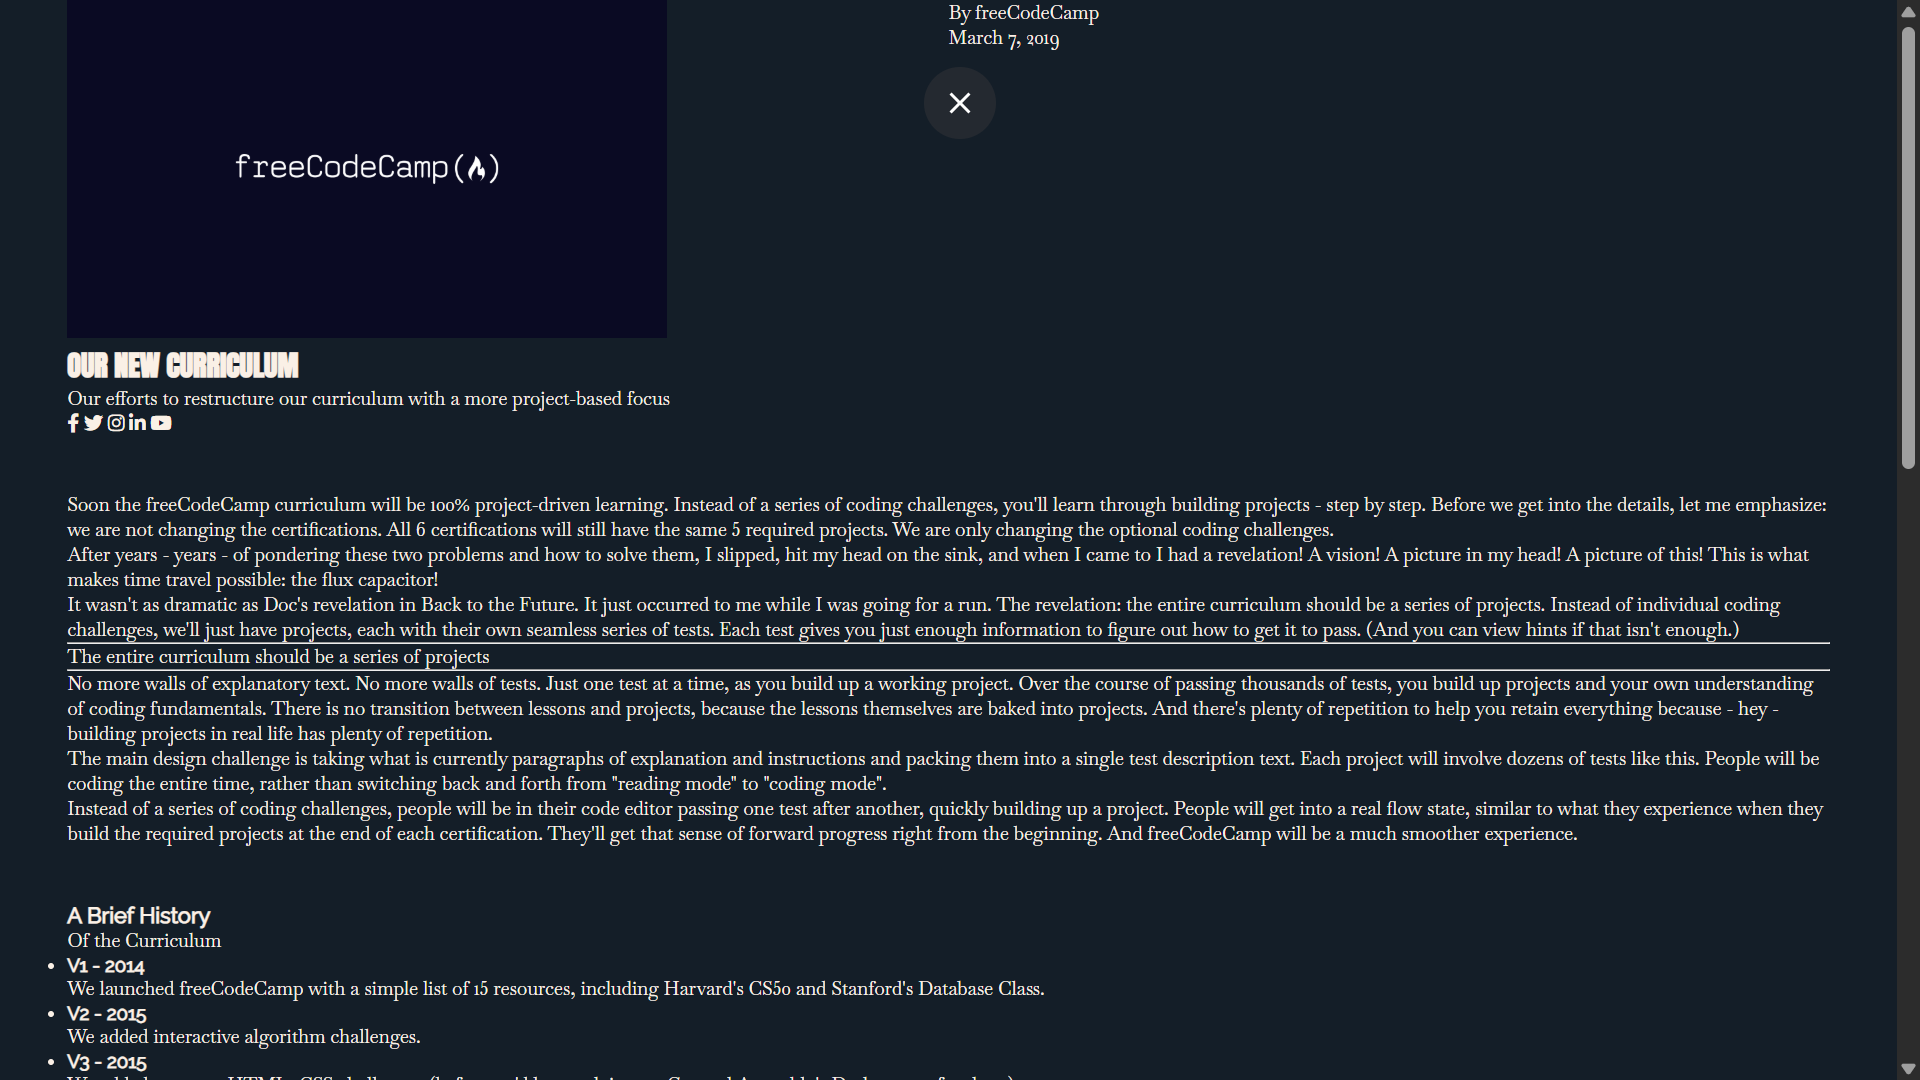 freeCodeCamp
OUR NEW CURRICULUM
Our efforts to restructure our curriculum with a more project-based focus
By freeCodeCamp
March 7, 2019
Soon the freeCodeCamp curriculum will be 100% project-driven learning. Instead of a series of coding challenges, you'll learn through building projects - step by step. Before we get into the details, let me emphasize:
we are not changing the certifications. All 6 certifications will still have the same 5 required projects. We are only changing the optional coding challenges.
After years - years - of pondering these two problems and how to solve them, I slipped, hit my head on the sink, and when I came to I had a revelation! A vision! A picture in my head! A picture of this! This is what
makes time travel possible: the flux capacitor!
It wasn't as dramatic as Doc's revelation in Back to the Future. It just occurred to me while I was going for a run. The revelation: the entire curriculum should be a series of projects. Instead of individual coding
challenges, we'll just have projects, each with their own seamless series of tests. Each test gives you just enough information to figure out how to get it to pass. (And you can view hints if that isn't enough.)
The entire curriculum should be a series of projects
No more walls of explanatory text. No more walls of tests. Just one test at a time, as you build up a working project. Over the course of passing thousands of tests, you build up projects and your own understanding
of coding fundamentals. There is no transition between lessons and projects, because the lessons themselves are baked into projects. And there's plenty of repetition to help you retain everything because - hey -
building projects in real life has plenty of repetition.
The main design challenge is taking what is currently paragraphs of explanation and instructions and packing them into a single test description text. Each project will involve dozens of tests like this. People will be
coding the entire time, rather than switching back and forth from "reading mode" to "coding mode".
Instead of a series of coding challenges, people will be in their code editor passing one test after another, quickly building up a project. People will get into a real flow state, similar to what they experience when they
build the required projects at the end of each certification. They'll get that sense of forward progress right from the beginning. And freeCodeCamp will be a much smoother experience.
A Brief History
Of the Curriculum
V1 - 2014
We launched freeCodeCamp with a simple list of 15 resources, including Harvard's CS50 and Stanford's Database Class.
V2 - 2015
We added interactive algorithm challenges.
V3 - 2015